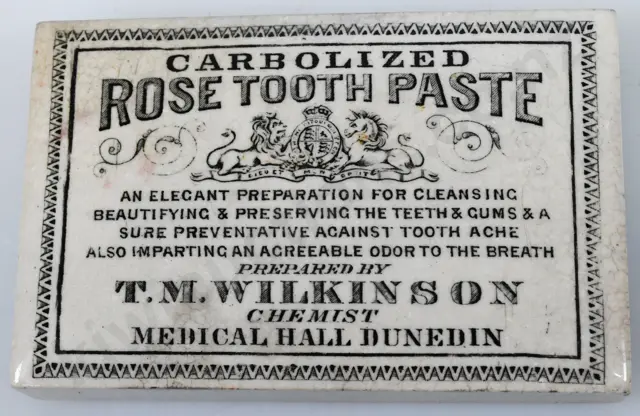 CARBOLIZED
ROSE TOOTH PASTE
AN ELEGANT PREPARATION FOR CLEANSING
BEAUTIFYING & PRESERVING THE TEETH & GUMS & A
SURE PREVENTATIVE AGAINST TOOTH ACHE
ALSO IMPARTING AN AGREEABLE ODOR TO THE BREATH
PREPARED BY
T.M. WILKINSON
CHEMIST
MEDICAL HALL DUNEDIN